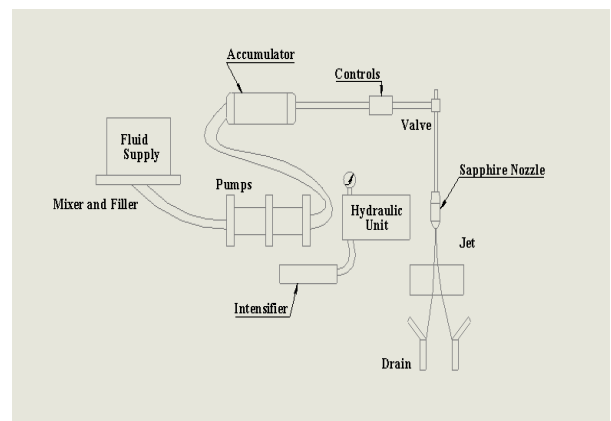 Accumulator
Controls
Valve
Fluid
Supply
Sapphire Nozzle
Pumps
Mixer and Filler
Hydraulic
Unit
Jet
Intensifier
Drain